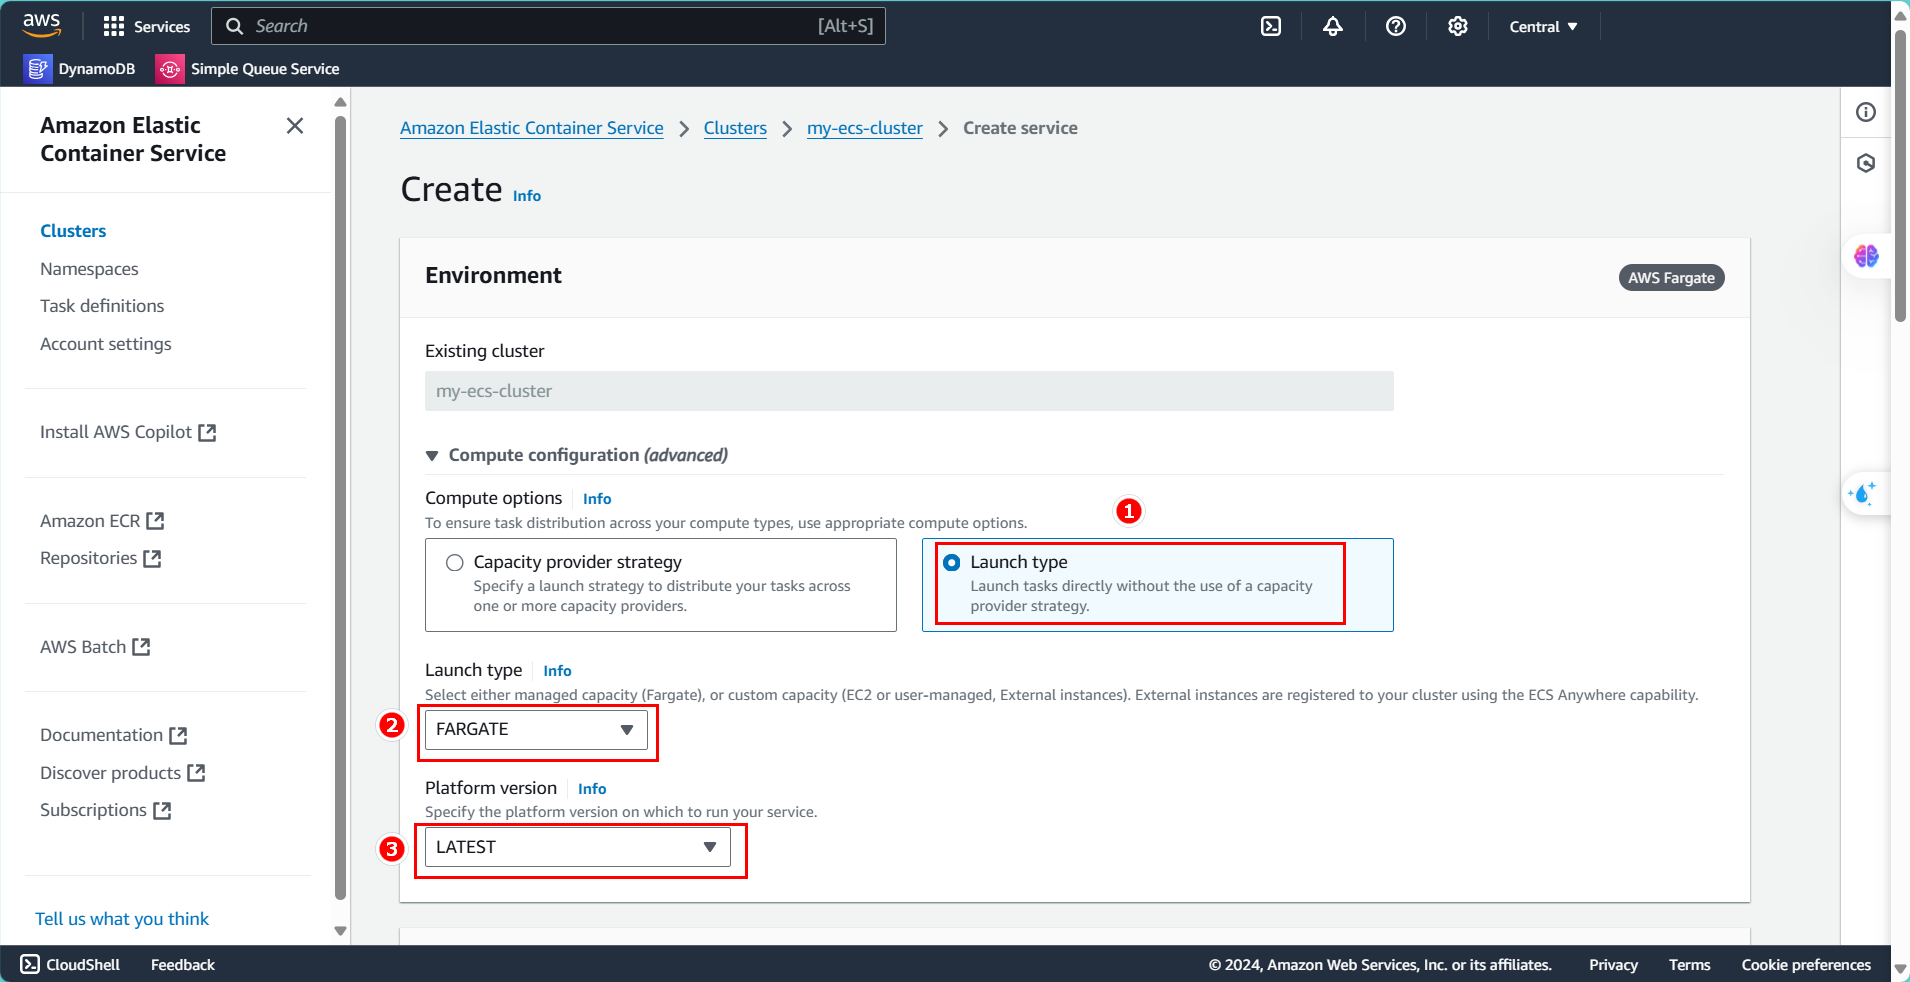 aws
Services
Search
[Alt+S]
Central
DynamoDB
Simple Queue Service
Amazon Elastic
Container Service
Clusters
Namespaces
Task definitions
Account settings
Install AWS Copilot
Amazon ECR
Repositories
AWS Batch
Documentation
Discover products
Subscriptions
Tell us what you think
Amazon Elastic Container Service > Clusters > my-ecs-cluster > Create service
Create Info
Environment
AWS Fargate
Existing cluster
my-ecs-cluster
Compute configuration (advanced)
Compute options Info
To ensure task distribution across your compute types, use appropriate compute options.
1
Capacity provider strategy
Specify a launch strategy to distribute your tasks across
one or more capacity providers.
Launch type
Launch tasks directly without the use of a capacity
provider strategy.
Launch type Info
Select either managed capacity (Fargate), or custom capacity (EC2 or user-managed, External instances). External instances are registered to your cluster using the ECS Anywhere capability.
2
FARGATE
Platform version Info
Specify the platform version on which to run your service.
3
LATEST
CloudShell
Feedback
© 2024, Amazon Web Services, Inc. or its affiliates.
Privacy
Terms
Cookie preferences